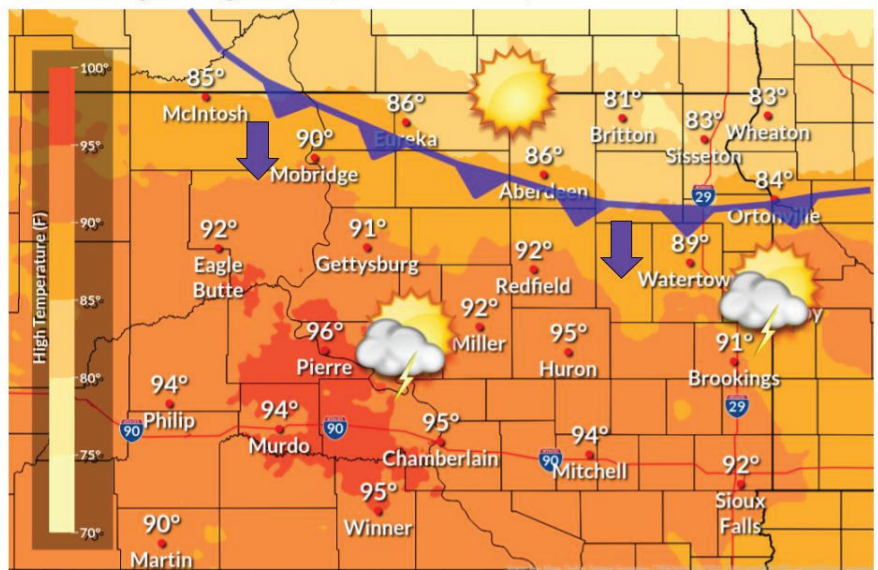 High Temperature (F)
100°
95°
90°
85°
80°
75°
70°
85°
McIntosh
86°
Eureka
90°
Mobridge
81°
Britton
83°
Sisseton
83°
Wheaton
86°
Aberdeen
84°
Ortonville
29
92°
Eagle
Butte
91°
Gettysburg
92°
Redfield
89°
Watertow
92°
Miller
96°
Pierre
95°
Huron
91°
Brookings
29
94°
Philip
90
94°
Murdo
90
95°
Chamberlain
90
94°
Mitchell
92°
Sioux
Falls
95°
Winner
90°
Martin